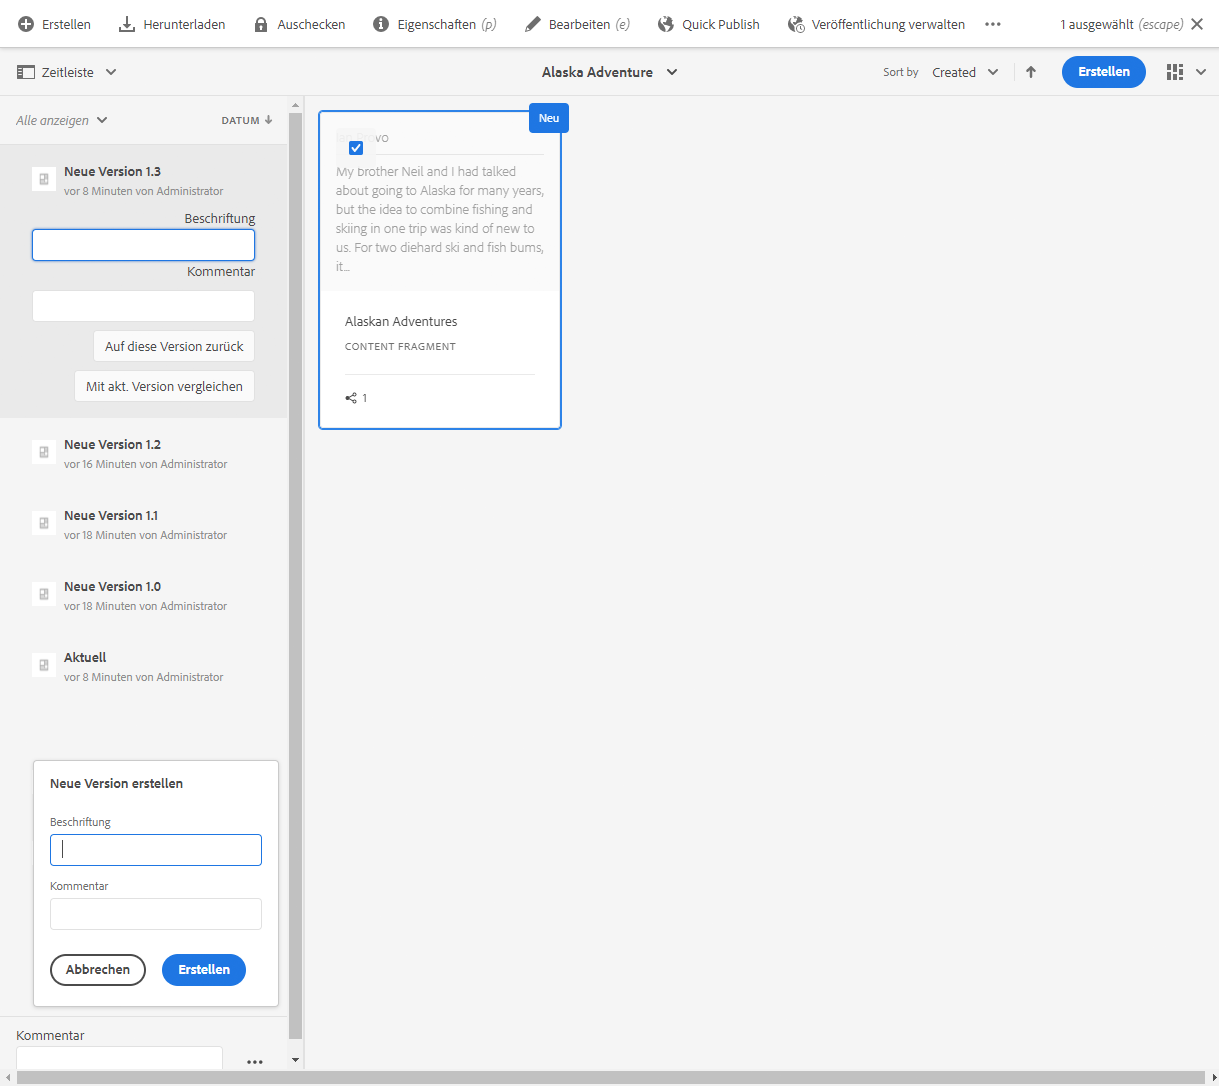 Erstellen
Herunterladen
Auschecken
Eigenschaften (p)
Bearbeiten (e)
Quick Publish
Veröffentlichung verwalten
1 ausgewählt (escape)
Zeitleiste
Alaska Adventure
Sort by Created
Erstellen
Alle anzeigen
DATUM
Neue Version 1.3
vor 8 Minuten von Administrator
Beschriftung
Kommentar
Auf diese Version zurück
Mit akt. Version vergleichen
Neue Version 1.2
vor 16 Minuten von Administrator
Neue Version 1.1
vor 18 Minuten von Administrator
Neue Version 1.0
vor 18 Minuten von Administrator
Aktuell
vor 8 Minuten von Administrator
Neue Version erstellen
Beschriftung
Kommentar
Abbrechen
Erstellen
Kommentar
Neu
My brother Neil and I had talked
about going to Alaska for many years,
but the idea to combine fishing and
skiing in one trip was kind of new to
us. For two diehard ski and fish bums,
it...
Alaskan Adventures
CONTENT FRAGMENT
1